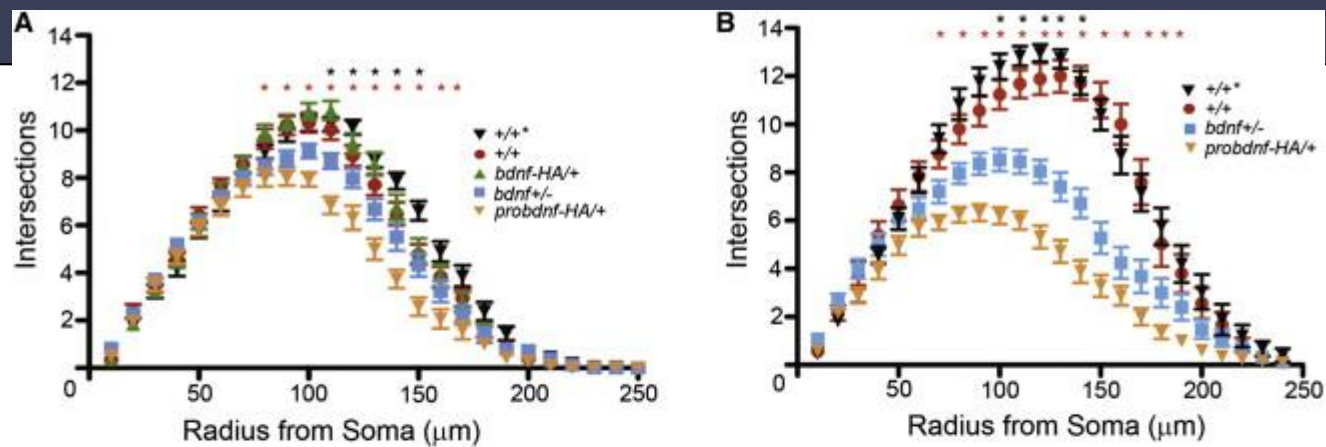 A
14
12
10
8
6
4
2
0
50
100
150
200
250
Intersections
Radius from Soma (μm)
* * * * *
* * * * * * * * *
+/+*
+/+
bdnf-HA/+
bdnf+/-
probdnf-HA/+
B
14
12
10
8
6
4
2
0
50
100
150
200
250
Intersections
Radius from Soma (μm)
* * * * *
* * * * * * * * * * * * *
+/+*
+/+
bdnf+/-
probdnf-HA/+